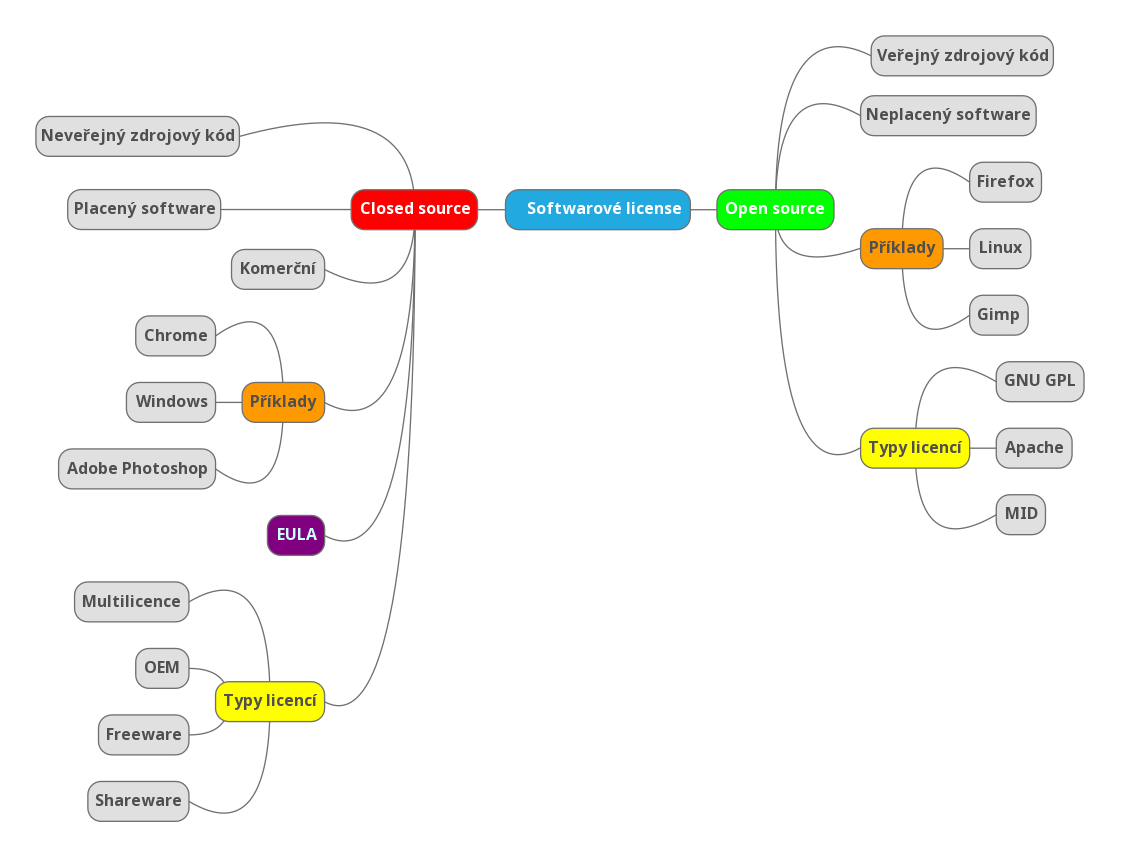 Softwarové license
Closed source
Neveřejný zdrojový kód
Placený software
Komerční
Příklady
Chrome
Windows
Adobe Photoshop
EULA
Typy licencí
Multilicence
OEM
Freeware
Shareware
Open source
Veřejný zdrojový kód
Neplacený software
Příklady
Firefox
Linux
Gimp
Typy licencí
GNU GPL
Apache
MID